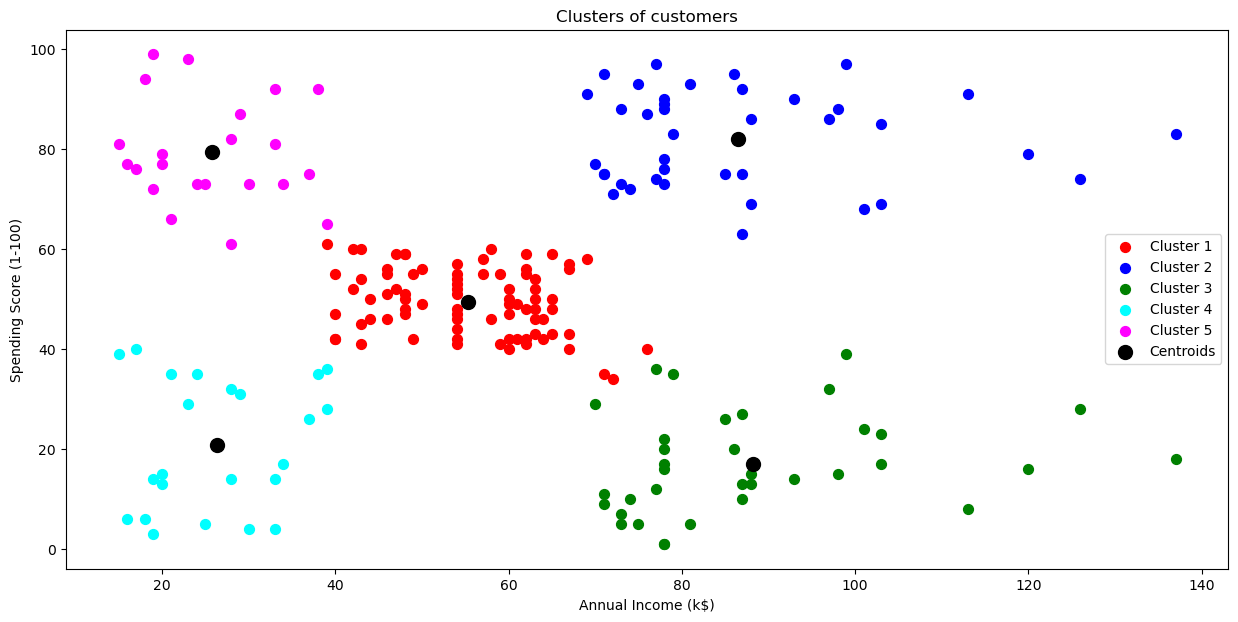 Clusters of customers
100
80
60
40
20
0
Spending Score (1-100)
Cluster 1
Cluster 2
Cluster 3
Cluster 4
Cluster 5
Centroids
20 40 60 80 100 120 140
Annual Income (k$)